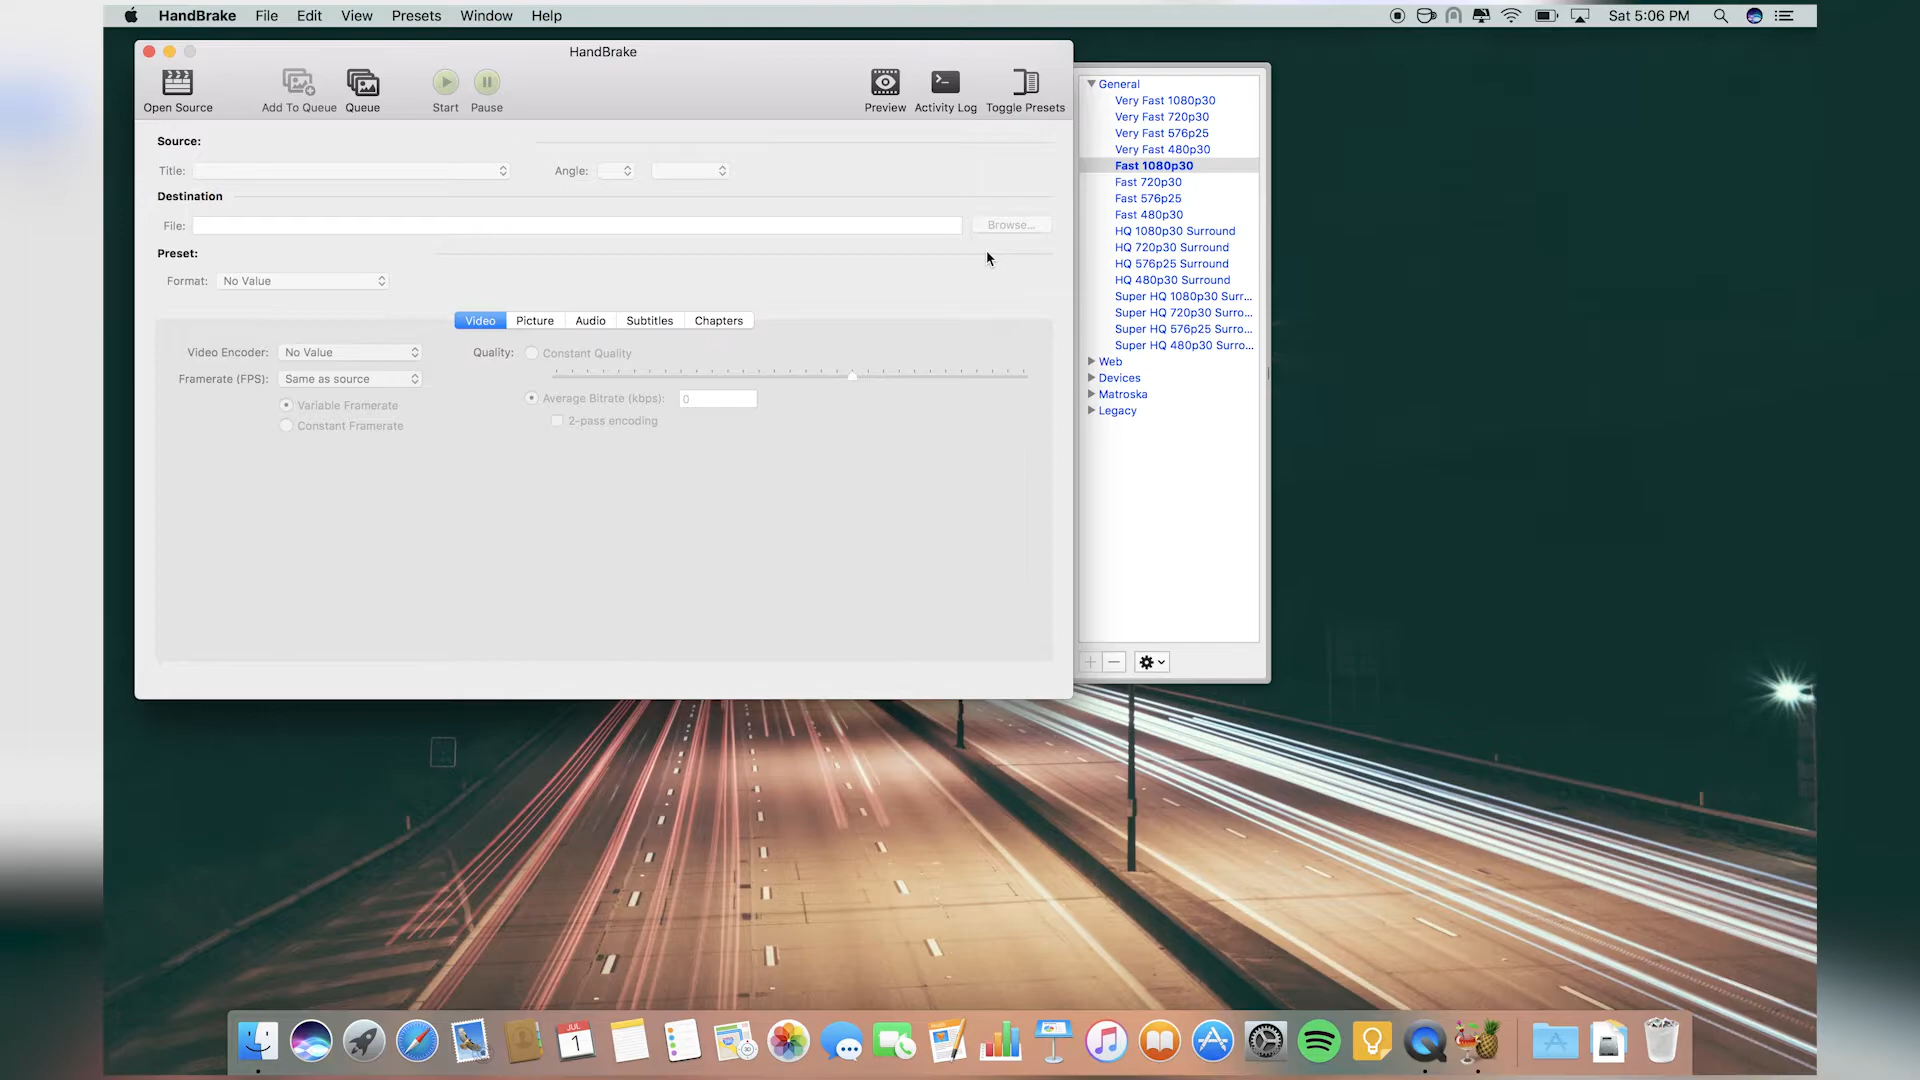 HandBrake File Edit View Presets Window Help Sat 5:06 PM
HandBrake
Open Source Add To Queue Queue Start Pause Preview Activity Log Toggle Presets
Source:
Title: Angle:
Destination
File: Browse...
Preset:
Format: No Value
Video Picture Audio Subtitles Chapters
Video Encoder: No Value Quality: Constant Quality
Framerate (FPS): Same as source
Variable Framerate Average Bitrate (kbps): 0
Constant Framerate 2-pass encoding
General
Very Fast 1080p30
Very Fast 720p30
Very Fast 576p25
Very Fast 480p30
Fast 1080p30
Fast 720p30
Fast 576p25
Fast 480p30
HQ 1080p30 Surround
HQ 720p30 Surround
HQ 576p25 Surround
HQ 480p30 Surround
Super HQ 1080p30 Surr...
Super HQ 720p30 Surro...
Super HQ 576p25 Surro...
Super HQ 480p30 Surro...
Web
Devices
Matroska
Legacy
JUL
1